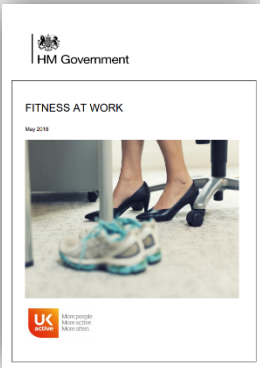 HM Government
FITNESS AT WORK
May 2018
UK
active
More people
More active
More often